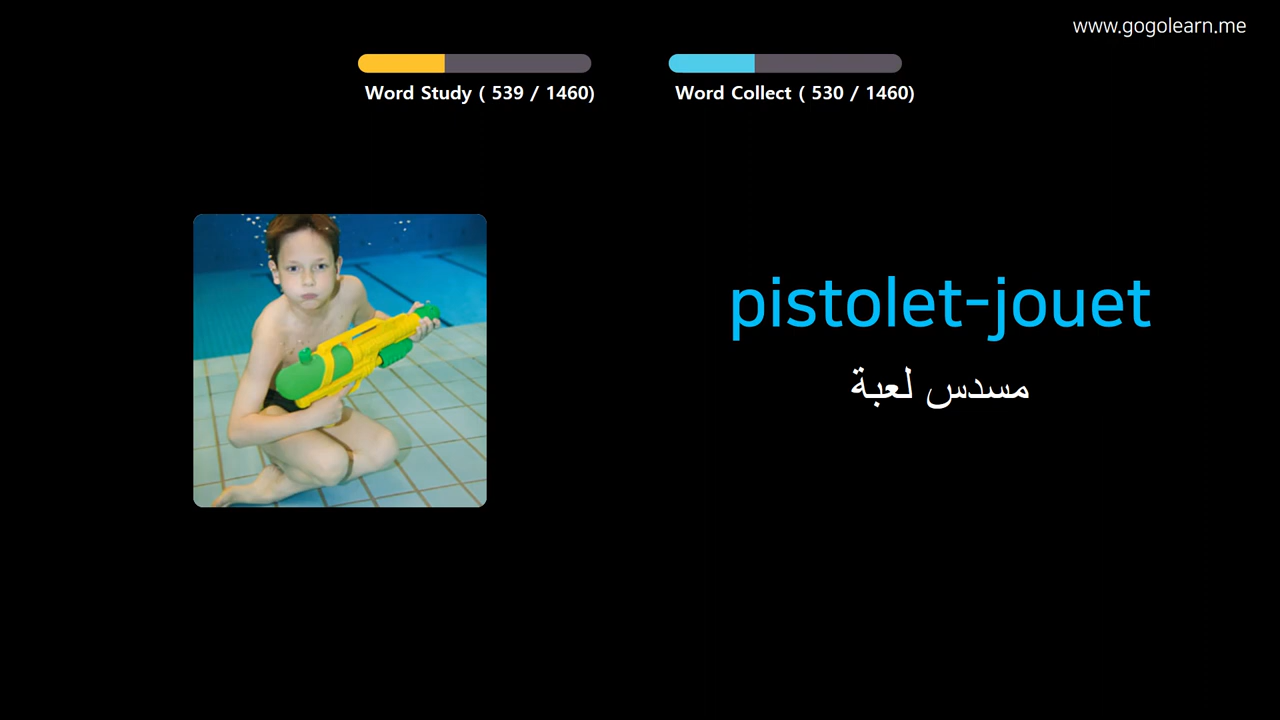 www.gogolearn.me
Word Study ( 539 / 1460)
Word Collect ( 530 / 1460)
pistolet-jouet
مسدس لعبة